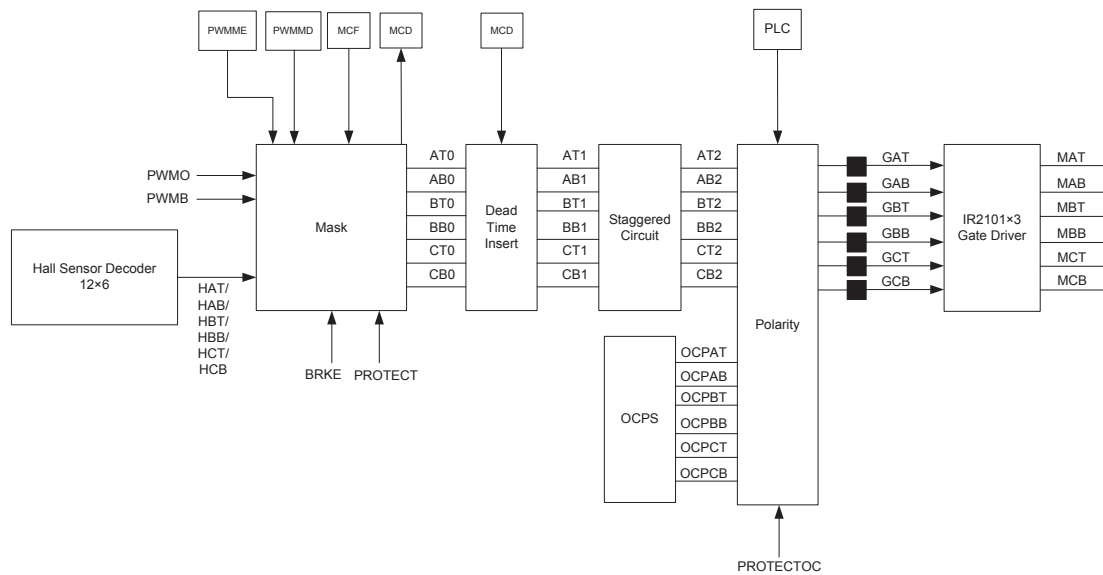 PWMME
PWMMD
MCF
MCD
MCD
PLC
AT0
AT1
AT2
GAT
MAT
PWMO
AB0
AB1
AB2
GAB
MAB
PWMB
BT0
BT1
BT2
GBT
MBT
Mask
Dead
Time
Insert
Staggered
Circuit
IR2101×3
Gate Driver
BB0
BB1
BB2
GBB
MBB
CT0
CT1
CT2
GCT
MCT
CB0
CB1
CB2
GCB
MCB
Hall Sensor Decoder
12×6
HAT/
HAB/
HBT/
HBB/
HCT/
HCB
BRKE
PROTECT
Polarity
OCPS
OCPAT
OCPAB
OCPBT
OCPBB
OCPCT
OCPCB
PROTECTOC